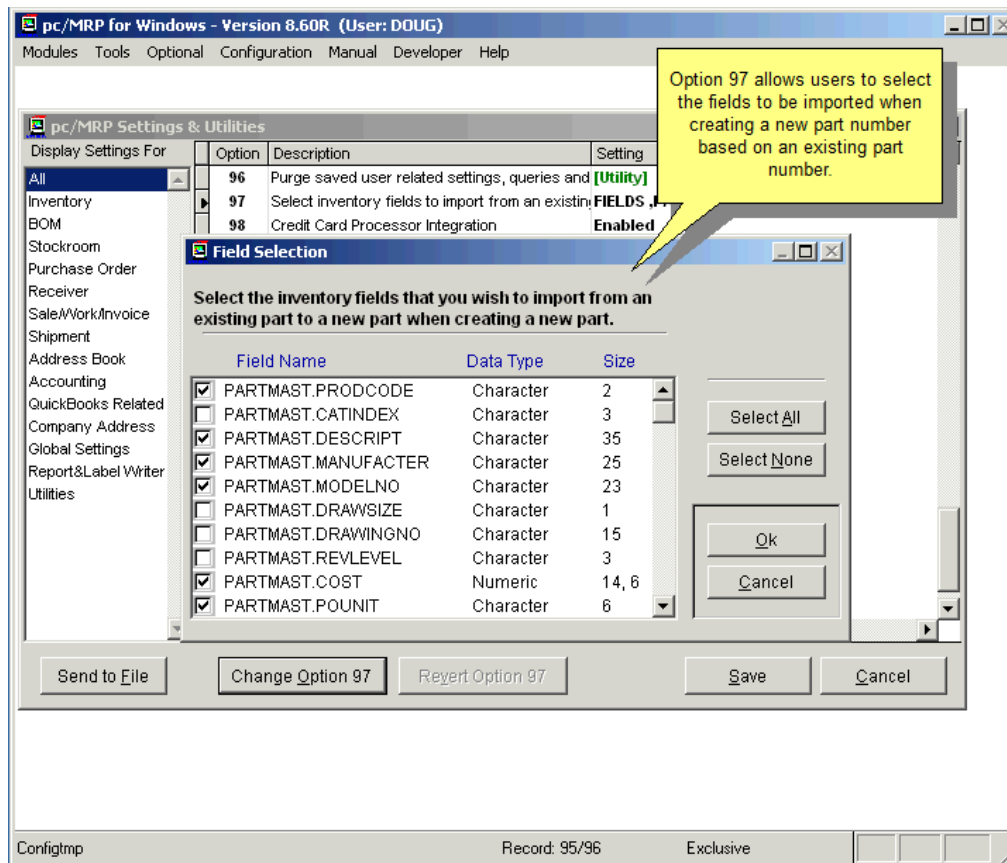 pc/MRP for Windows - Version 8.60R (User: DOUG)
Modules Tools Optional Configuration Manual Developer Help
Option 97 allows users to select
the fields to be imported when
creating a new part number
based on an existing part
number.
pc/MRP Settings & Utilities
Display Settings For
Option Description Setting
All
Inventory
BOM
Stockroom
Purchase Order
Receiver
Sale/Work/Invoice
Shipment
Address Book
Accounting
QuickBooks Related
Company Address
Global Settings
Report&Label Writer
Utilities
96 Purge saved user related settings, queries and [Utility]
97 Select inventory fields to import from an existin FIELDS ,
98 Credit Card Processor Integration Enabled
Field Selection
Select the inventory fields that you wish to import from an
existing part to a new part when creating a new part.
Field Name Data Type Size
PARTMAST.PRODCODE Character 2
PARTMAST.CATINDEX Character 3
PARTMAST.DESCRIPT Character 35
PARTMAST.MANUFACTER Character 25
PARTMAST.MODELNO Character 23
PARTMAST.DRAWSIZE Character 1
PARTMAST.DRAWINGNO Character 15
PARTMAST.REVLEVEL Character 3
PARTMAST.COST Numeric 14, 6
PARTMAST.POUNIT Character 6
Select All
Select None
Ok
Cancel
Send to File Change Option 97 Revert Option 97 Save Cancel
Configtmp Record: 95/96 Exclusive